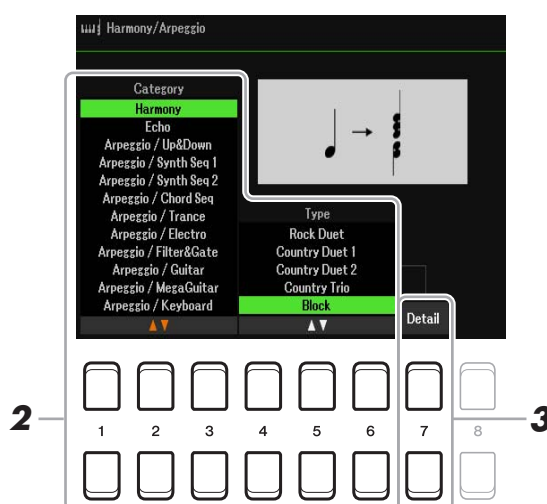 Harmony/Arpeggio
Category
Harmony
Echo
Arpeggio / Up&Down
Arpeggio / Synth Seq 1
Arpeggio / Synth Seq 2
Arpeggio / Chord Seq
Arpeggio / Trance
Arpeggio / Electro
Arpeggio / Filter&Gate
Arpeggio / Guitar
Arpeggio / MegaGuitar
Arpeggio / Keyboard
Type
Rock Duet
Country Duet 1
Country Duet 2
Country Trio
Block
Detail
2
3
1 2 3 4 5 6 7 8